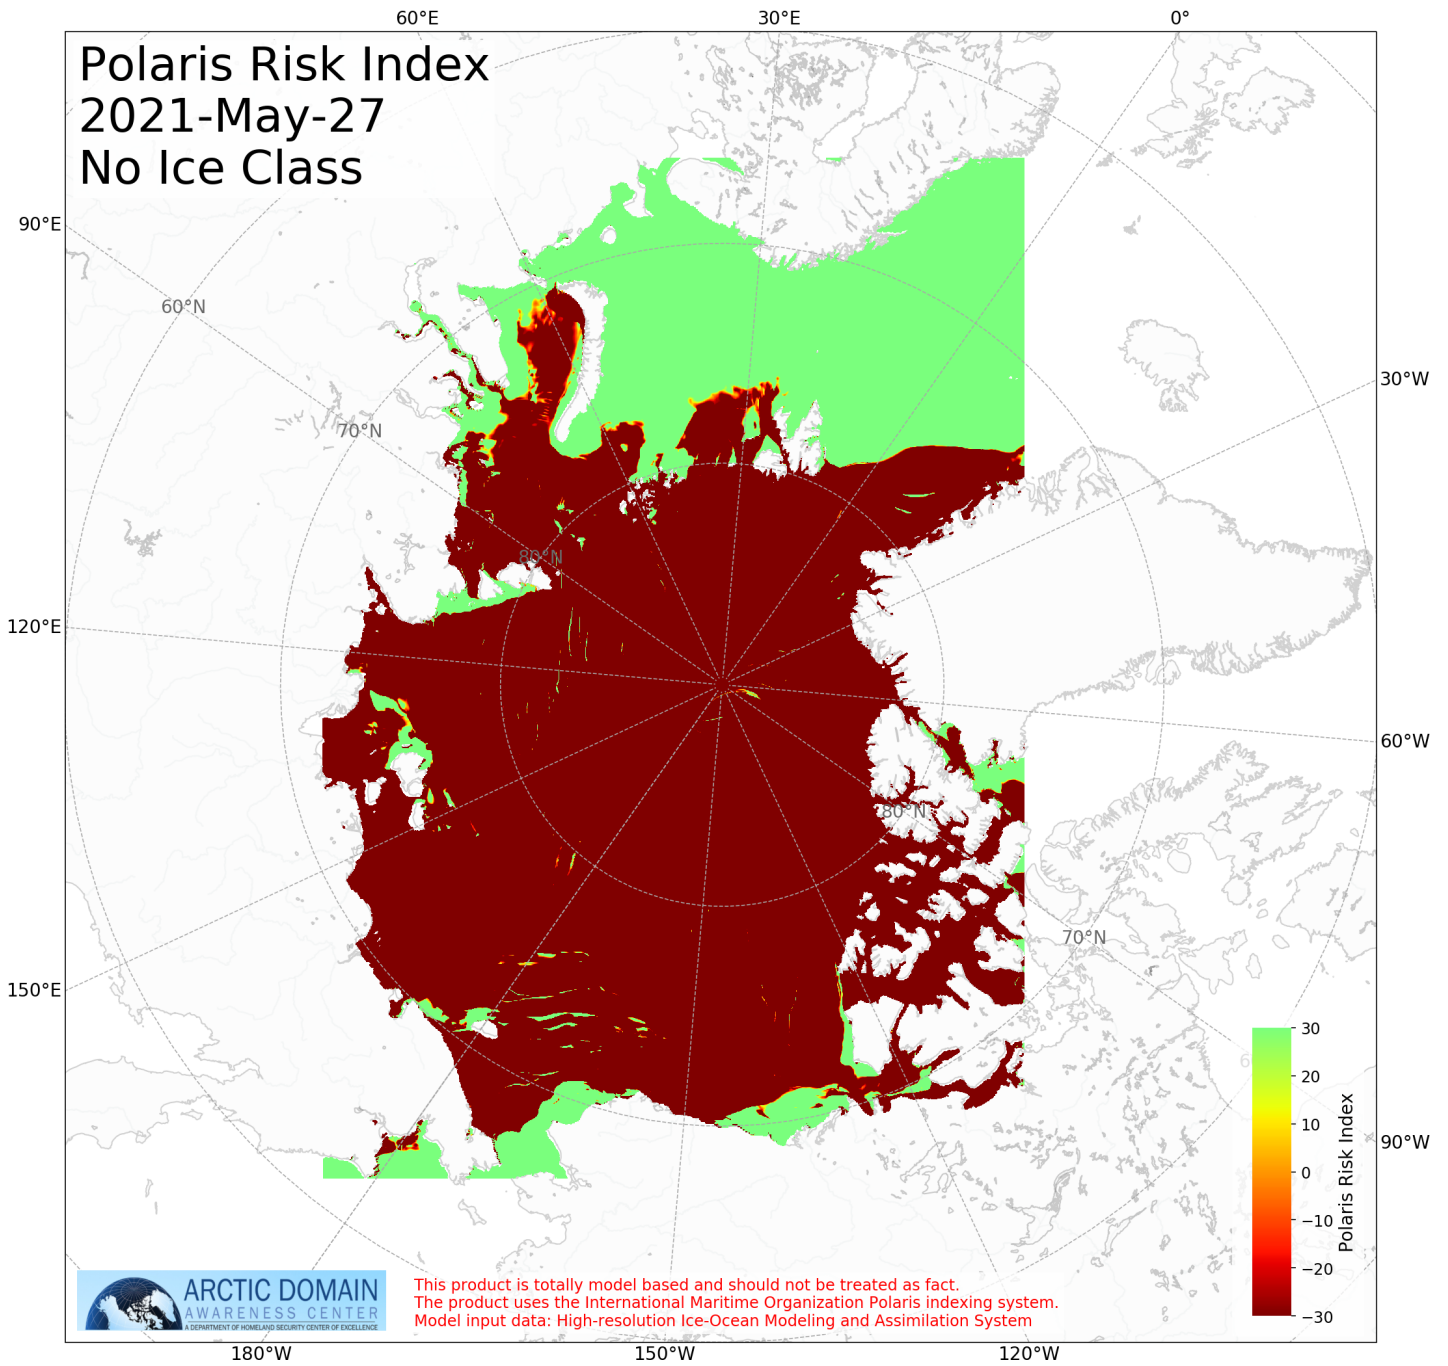 60°E
30°E
0°
Polaris Risk Index
2021-May-27
No Ice Class
90°E
60°N
30°W
70°N
80°N
120°E
60°W
80°N
70°N
150°E
30
20
10
0
−10
−20
−30
Polaris Risk Index
90°W
ARCTIC DOMAIN
AWARENESS CENTER
A DEPARTMENT OF HOMELAND SECURITY CENTER OF EXCELLENCE
This product is totally model based and should not be treated as fact.
The product uses the International Maritime Organization Polaris indexing system.
Model input data: High-resolution Ice-Ocean Modeling and Assimilation System
180°W
150°W
120°W